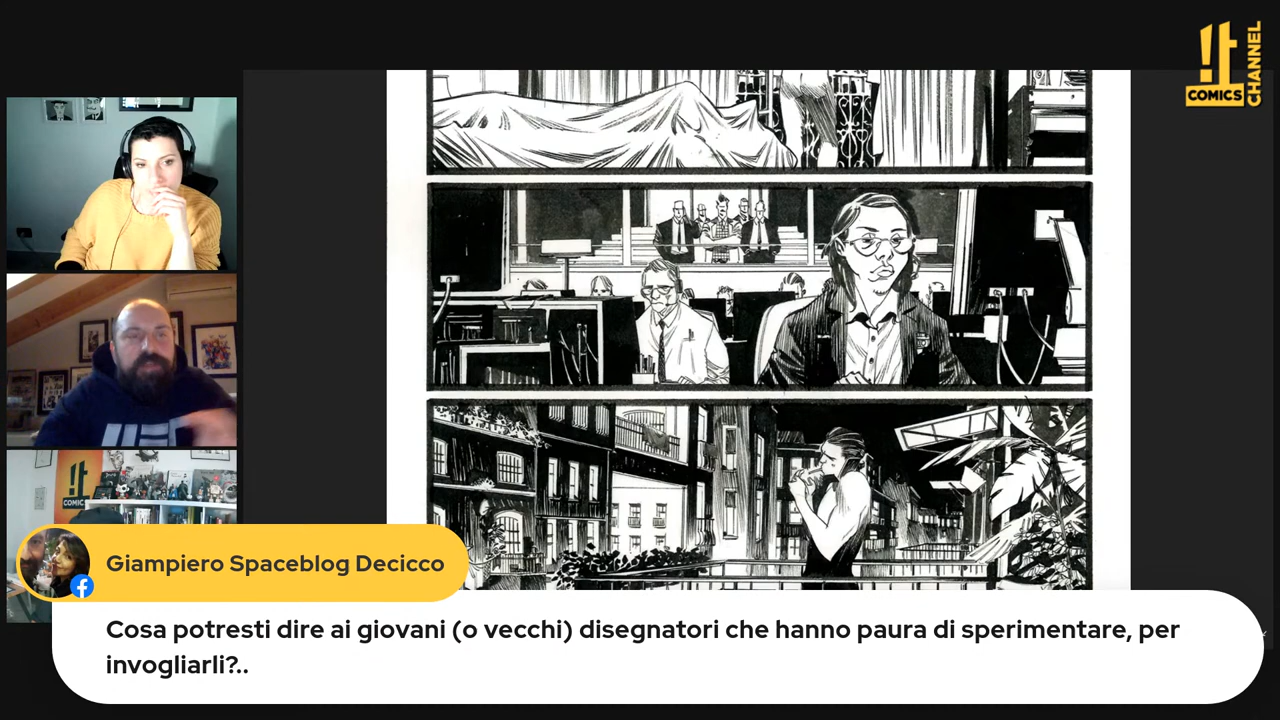 !t
COMICS
CHANNEL
!t
COMIC
Giampiero Spaceblog Decicco
Cosa potresti dire ai giovani (o vecchi) disegnatori che hanno paura di sperimentare, per
invogliarli?..